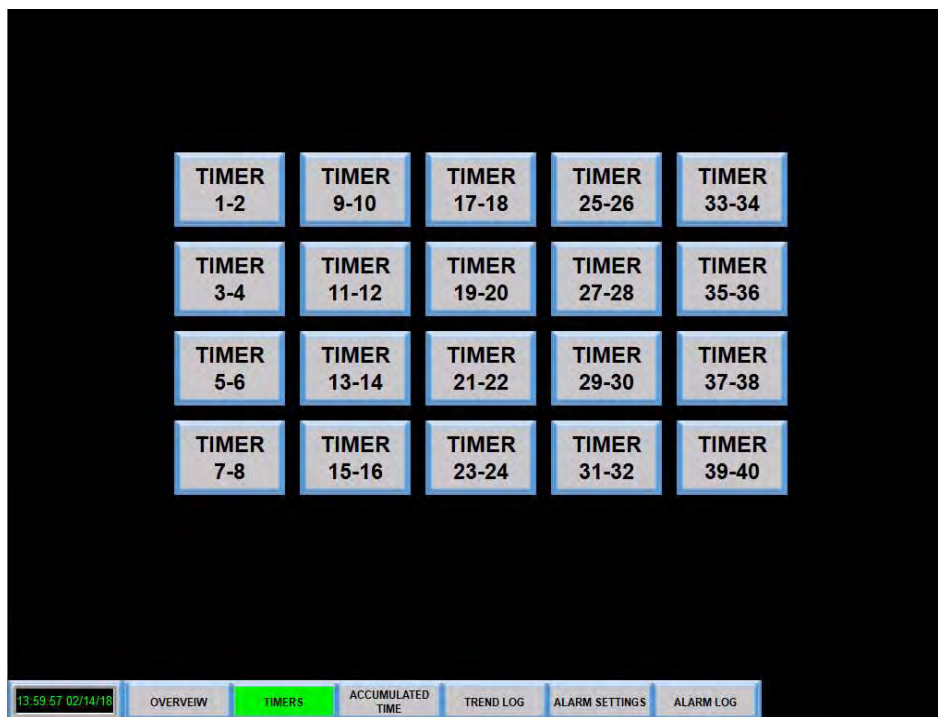 TIMER TIMER TIMER TIMER TIMER
1-2 9-10 17-18 25-26 33-34
TIMER TIMER TIMER TIMER TIMER
3-4 11-12 19-20 27-28 35-36
TIMER TIMER TIMER TIMER TIMER
5-6 13-14 21-22 29-30 37-38
TIMER TIMER TIMER TIMER TIMER
7-8 15-16 23-24 31-32 39-40
13:59:57 02/14/18 OVERVEIW TIMERS ACCUMULATED
TIME TREND LOG ALARM SETTINGS ALARM LOG